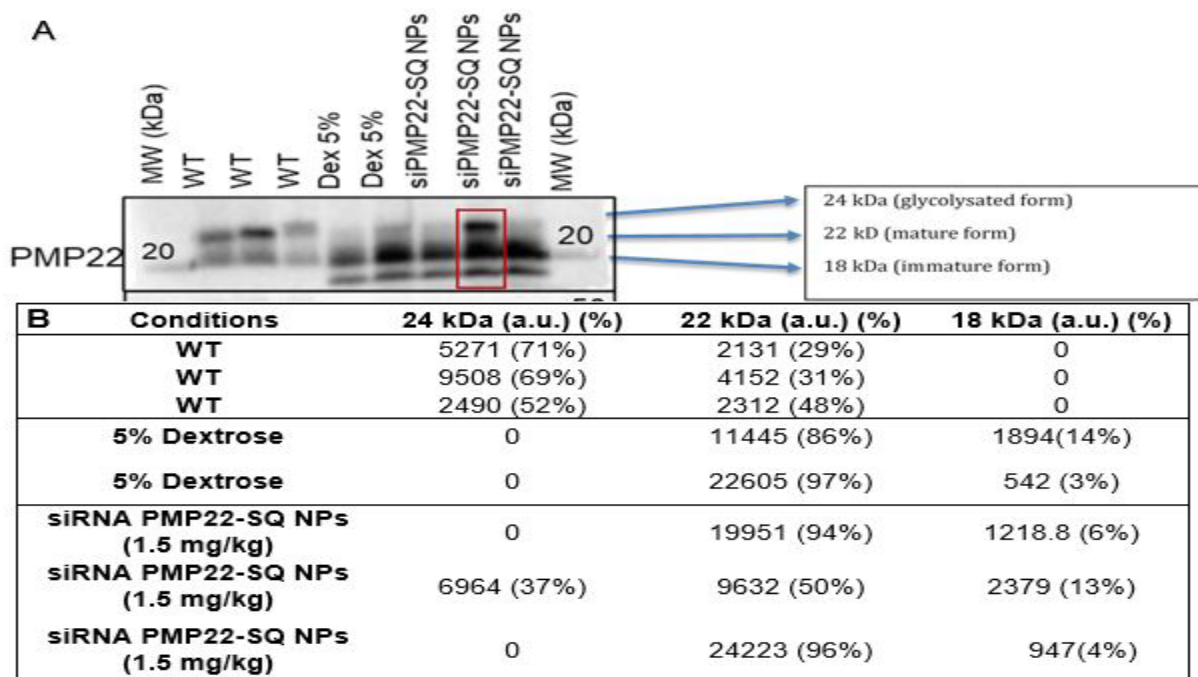 A
MW (kDa)
WT
WT
WT
Dex 5%
Dex 5%
siPMP22-SQ NPs
siPMP22-SQ NPs
siPMP22-SQ NPs
MW (kDa)
PMP22
20
20
24 kDa (glycolysated form)
22 kD (mature form)
18 kDa (immature form)
B Conditions 24 kDa (a.u.) (%) 22 kDa (a.u.) (%) 18 kDa (a.u.) (%)
WT 5271 (71%) 2131 (29%) 0
WT 9508 (69%) 4152 (31%) 0
WT 2490 (52%) 2312 (48%) 0
5% Dextrose 0 11445 (86%) 1894(14%)
5% Dextrose 0 22605 (97%) 542 (3%)
siRNA PMP22-SQ NPs
(1.5 mg/kg) 0 19951 (94%) 1218.8 (6%)
siRNA PMP22-SQ NPs
(1.5 mg/kg) 6964 (37%) 9632 (50%) 2379 (13%)
siRNA PMP22-SQ NPs
(1.5 mg/kg) 0 24223 (96%) 947(4%)